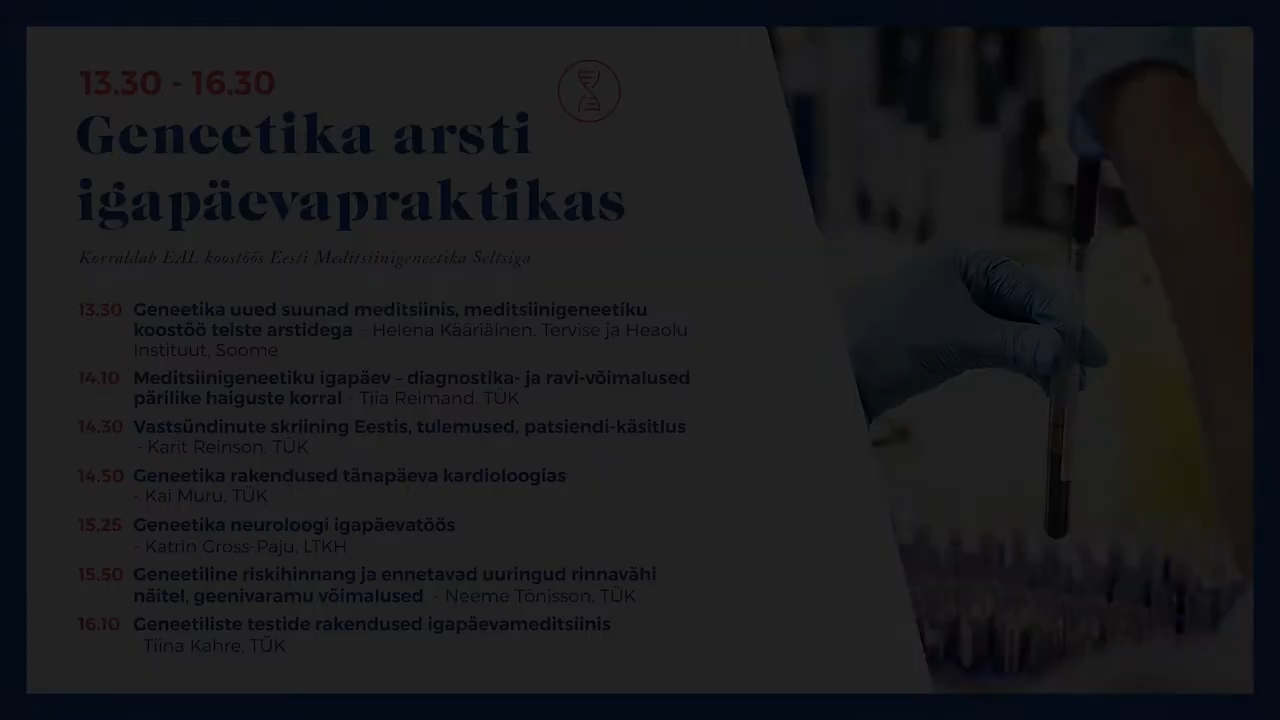 13.30 - 16.30
Geneetika arsti
igapäevapraktikas
Korraldab EAL koostöös Eesti Meditsiinigeneetika Seltsiga
13.30 Geneetika uued suunad meditsiinis, meditsiinigeneetiku
koostöö teiste arstidega - Helena Kääriäinen, Tervise ja Heaolu
Instituut, Soome
14.10 Meditsiinigeneetiku igapäev – diagnostika- ja ravi-võimalused
pärilike haiguste korral - Tiia Reimand, TÜK
14.30 Vastsündinute skriining Eestis, tulemused, patsiendi-käsitlus
- Karit Reinson, TÜK
14.50 Geneetika rakendused tänapäeva kardioloogias
- Kai Muru, TÜK
15.25 Geneetika neuroloogi igapäevatöös
- Katrin Gross-Paju, LTKH
15.50 Geneetiline riskihinnang ja ennetavad uuringud rinnavähi
näitel, geenivaramu võimalused - Neeme Tõnisson, TÜK
16.10 Geneetiliste testide rakendused igapäevameditsiinis
Tiina Kahre, TÜK